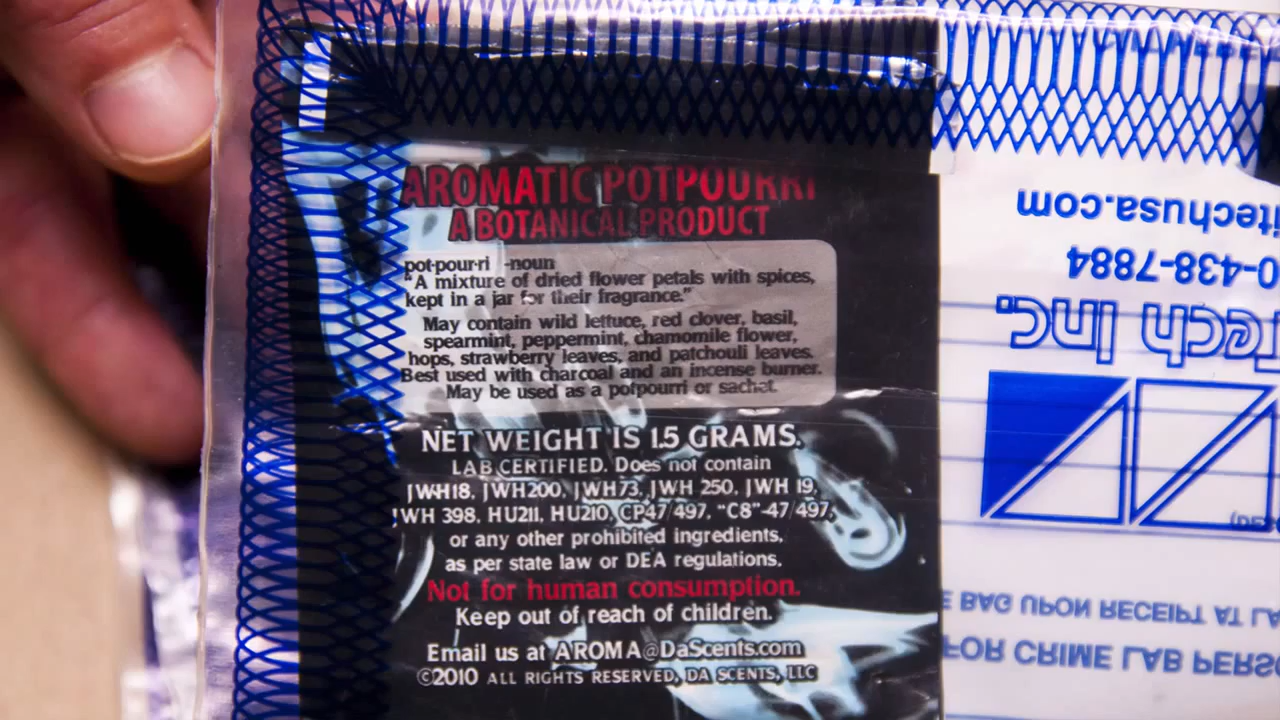 AROMATIC POTPOURRI
A BOTANICAL PRODUCT
pot·pour·ri -noun
"A mixture of dried flower petals with spices,
kept in a jar for their fragrance."
May contain wild lettuce, red clover, basil,
spearmint, peppermint, chamomile flower,
hops, strawberry leaves, and patchouli leaves.
Best used with charcoal and an incense burner.
May be used as a potpourri or sachet.
NET WEIGHT IS 1.5 GRAMS.
LAB CERTIFIED. Does not contain
JWH18, JWH200, JWH73, JWH 250, JWH 19,
JWH 398, HU211, HU210, CP47/497, "C8"-47/497,
or any other prohibited ingredients,
as per state law or DEA regulations.
Not for human consumption.
Keep out of reach of children.
Email us at AROMA@DaScents.com
©2010 ALL RIGHTS RESERVED, DA SCENTS, LLC
FOR CRIME LAB PERS
E BAG UPON RECEIPT AT LA
Tech Inc.
0-438-7884
itechusa.com